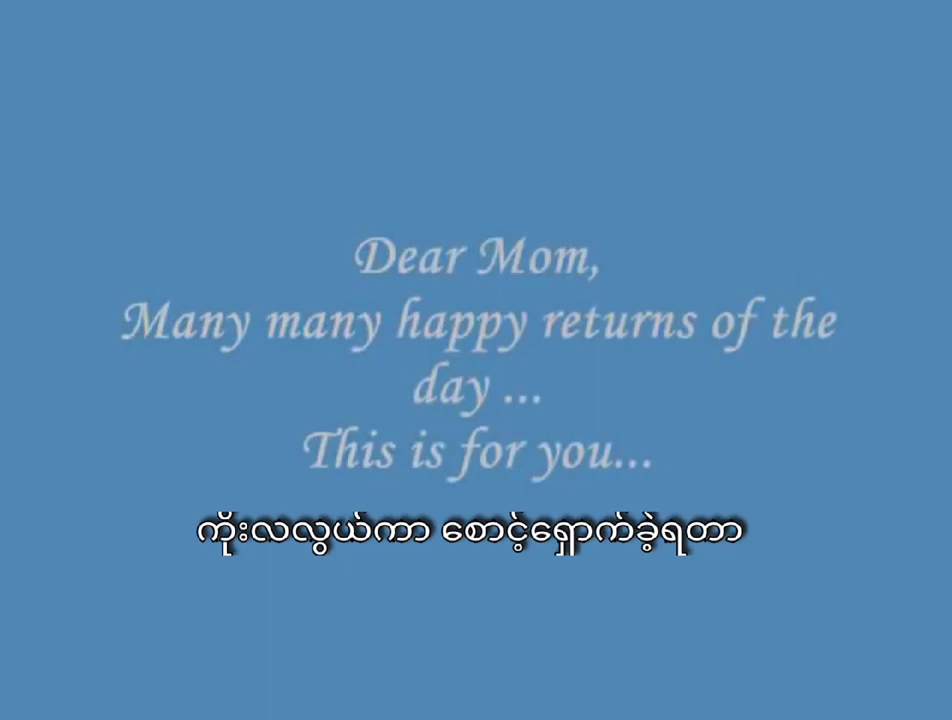 Dear Mom,
Many many happy returns of the
day ...
This is for you...
ကိုးလလွယ်ကာ စောင့်ရှောက်ခဲ့ရတာ